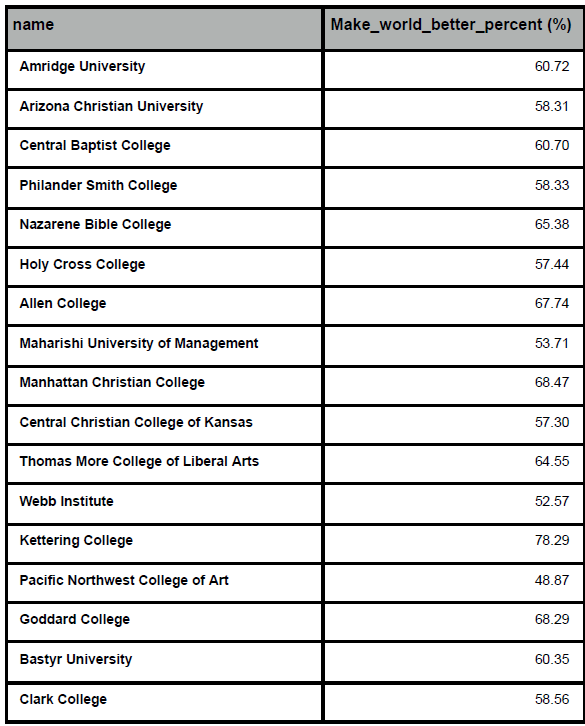 name Make_world_better_percent (%)
Amridge University 60.72
Arizona Christian University 58.31
Central Baptist College 60.70
Philander Smith College 58.33
Nazarene Bible College 65.38
Holy Cross College 57.44
Allen College 67.74
Maharishi University of Management 53.71
Manhattan Christian College 68.47
Central Christian College of Kansas 57.30
Thomas More College of Liberal Arts 64.55
Webb Institute 52.57
Kettering College 78.29
Pacific Northwest College of Art 48.87
Goddard College 68.29
Bastyr University 60.35
Clark College 58.56